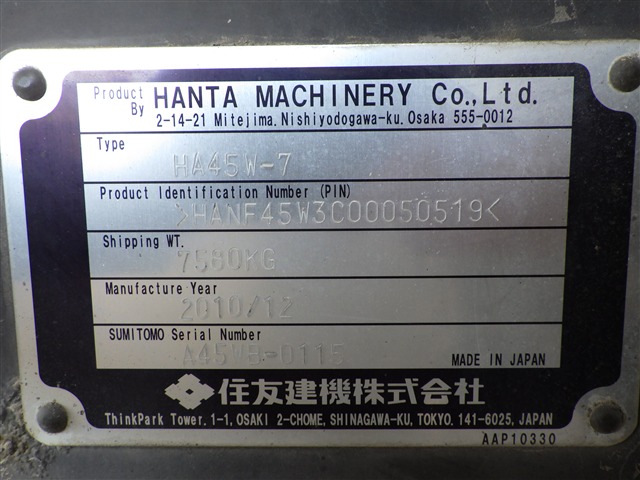 Product By HANTA MACHINERY Co.,Ltd.
2-14-21 Mitejima. Nishiyodogawa-ku. Osaka 555-0012
Type
HA45W-7
Product Identification Number (PIN)
>HANF45W3C00050519<
Shipping WT.
7560KG
Manufacture Year
2010/12
SUMITOMO Serial Number
MADE IN JAPAN
住友建機株式会社
ThinkPark Tower. 1-1, OSAKI 2-CHOME, SHINAGAWA-KU, TOKYO. 141-6025, JAPAN
AAP10330